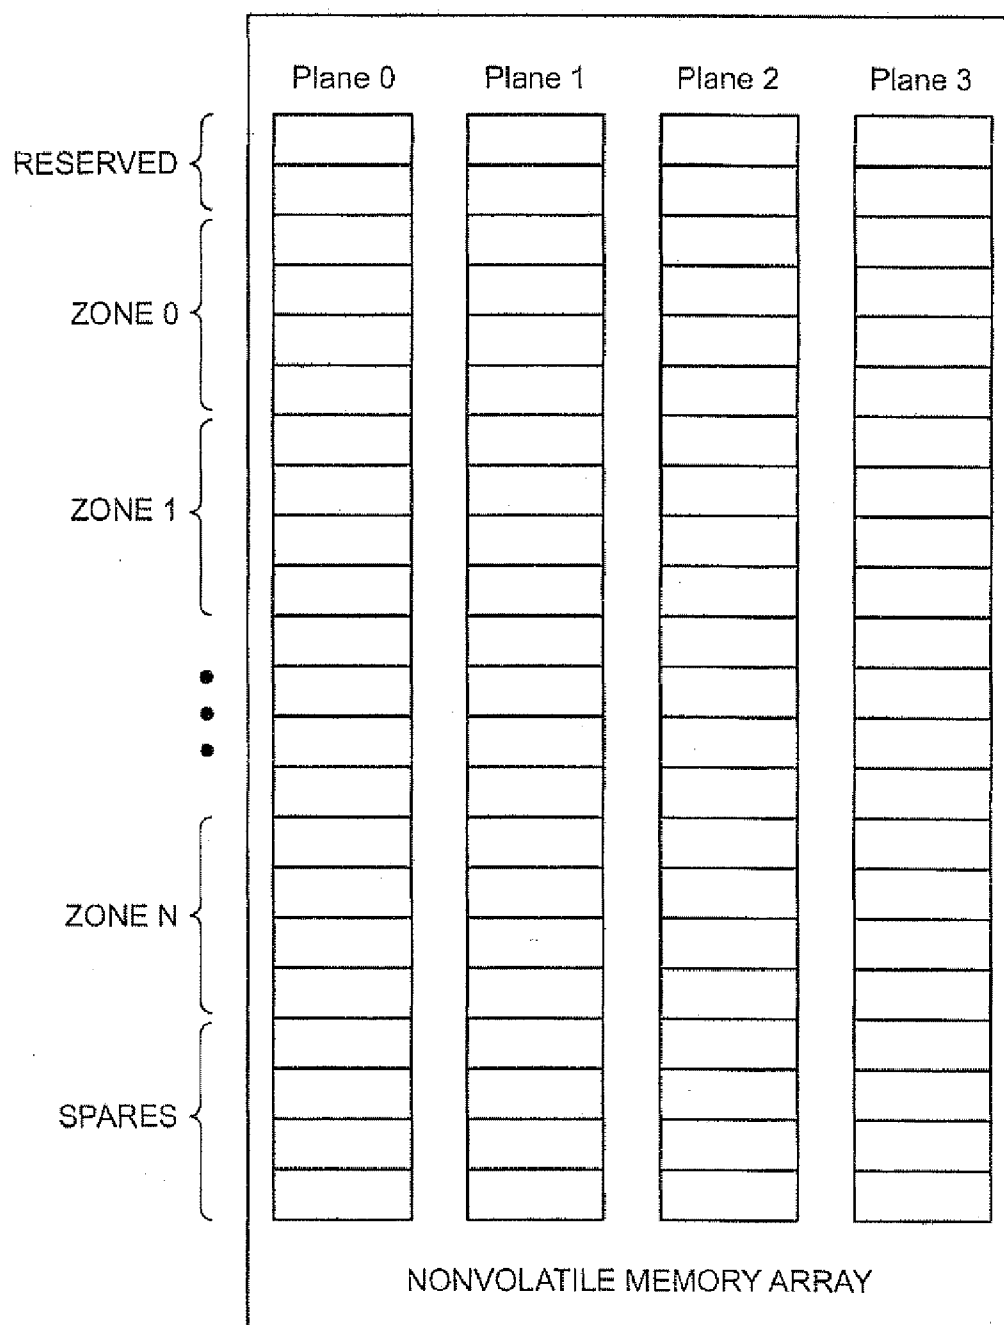 Plane 0 Plane 1 Plane 2 Plane 3
RESERVED
ZONE 0
ZONE 1
ZONE N
SPARES
NONVOLATILE MEMORY ARRAY